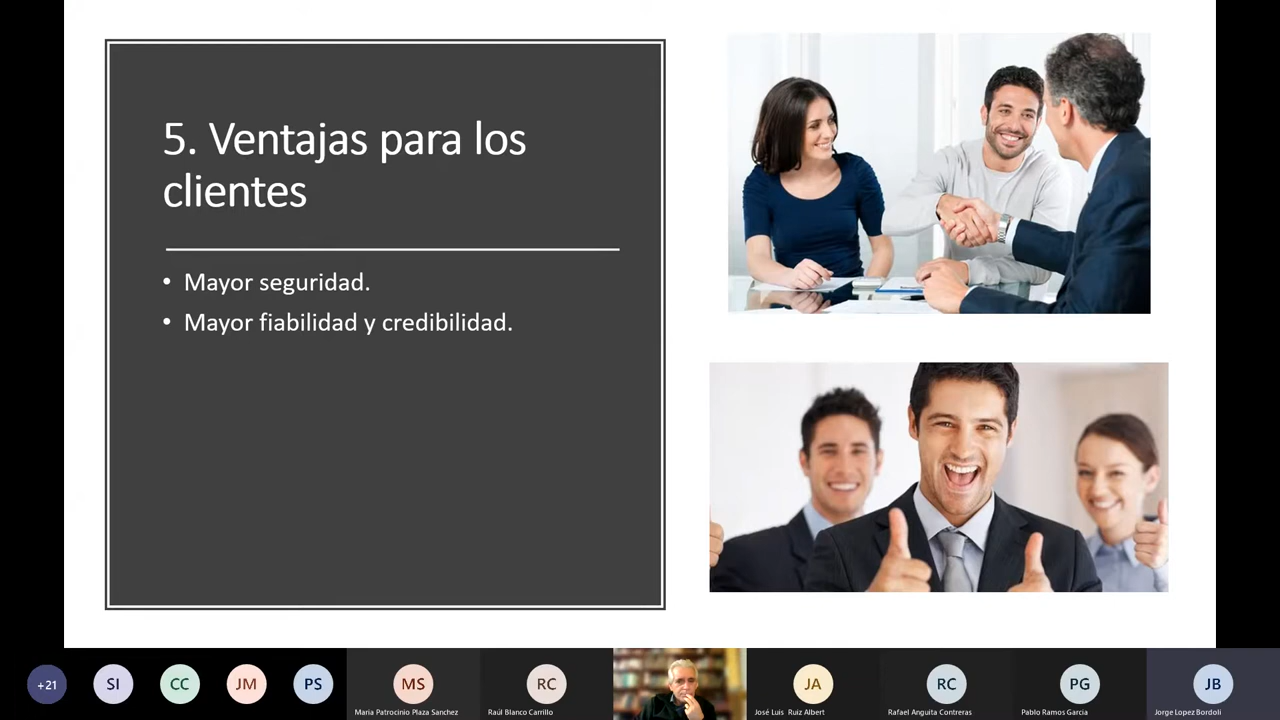 5. Ventajas para los
clientes
• Mayor seguridad.
• Mayor fiabilidad y credibilidad.
+21
SI
CC
JM
PS
MS
RC
JA
RC
PG
JB
Maria Patrocinio Plaza Sanchez
Raúl Blanco Carrillo
José Luis Ruiz Albert
Rafael Anguita Contreras
Pablo Ramos Garcia
Jorge Lopez Bordoli